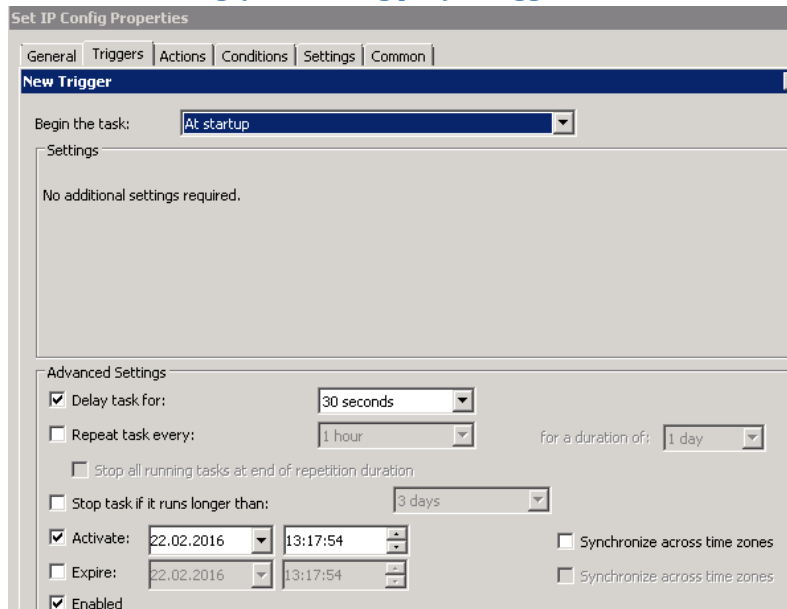 Set IP Config Properties
General Triggers Actions Conditions Settings Common
New Trigger
Begin the task: At startup
Settings
No additional settings required.
Advanced Settings
Delay task for: 30 seconds
Repeat task every: 1 hour for a duration of: 1 day
Stop all running tasks at end of repetition duration
Stop task if it runs longer than: 3 days
Activate: 22.02.2016 13:17:54 Synchronize across time zones
Expire: 22.02.2016 13:17:54 Synchronize across time zones
Enabled